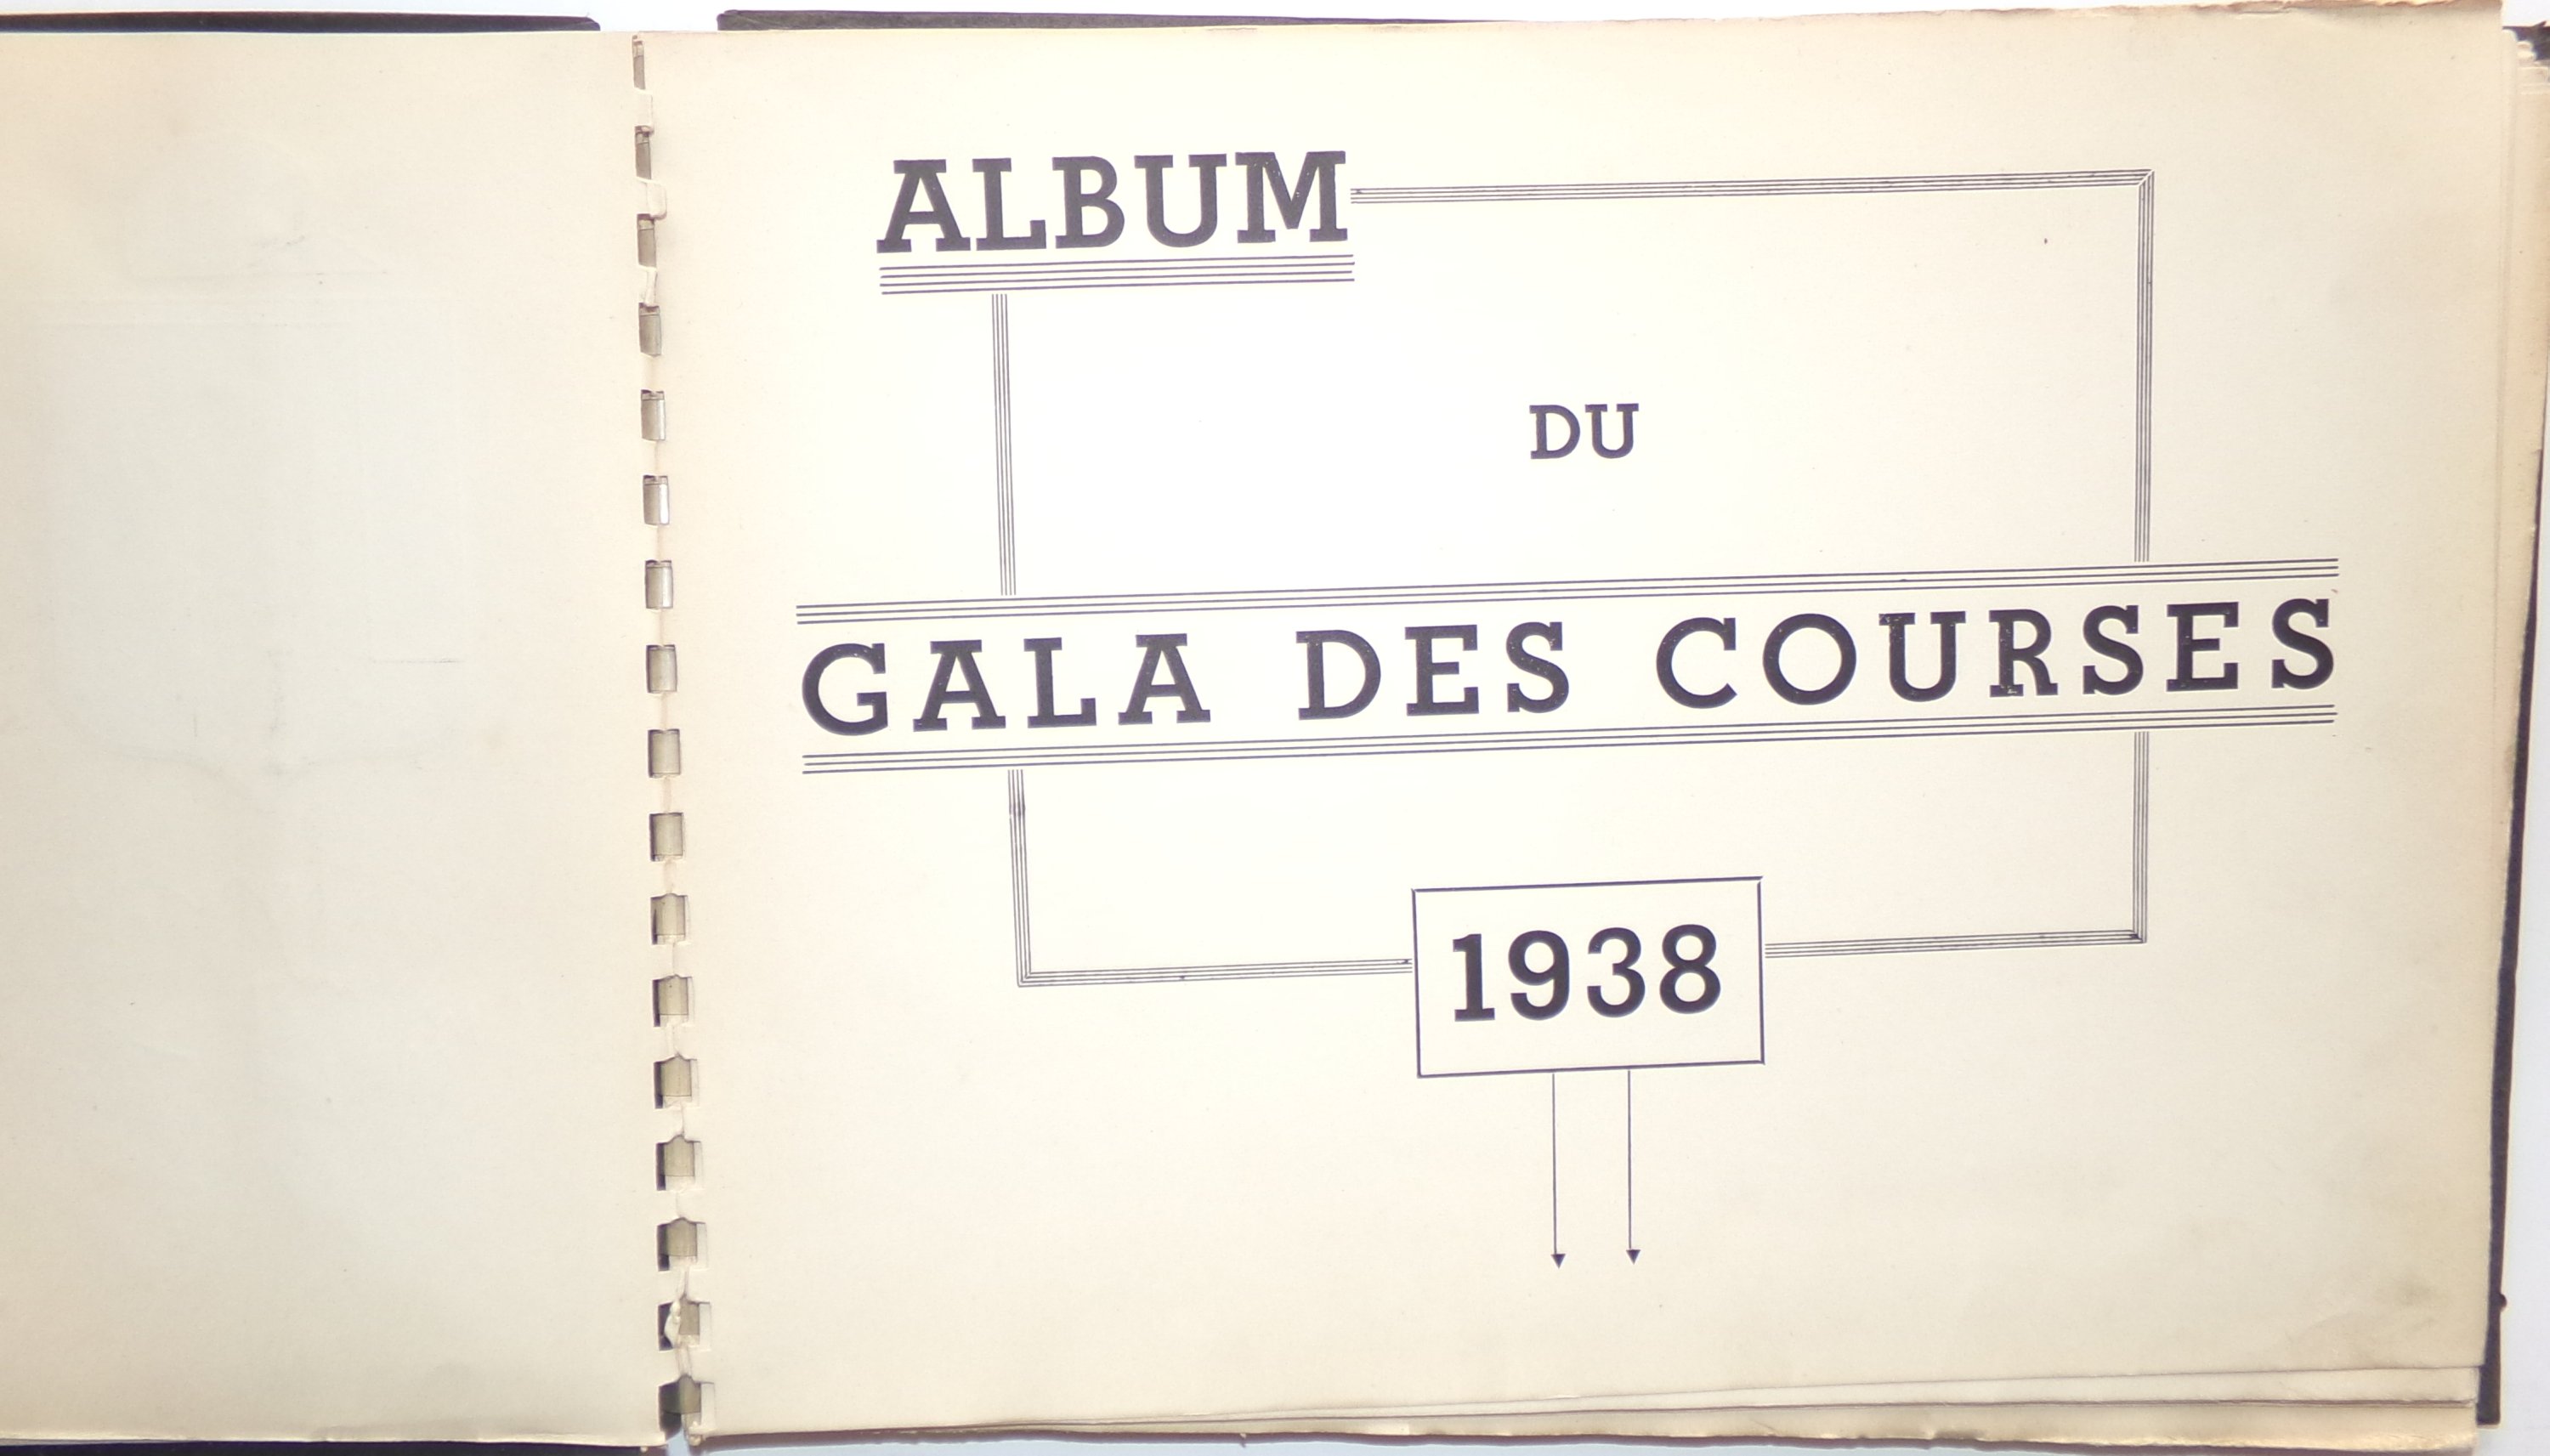 ALBUM
DU
GALA DES COURSES
1938